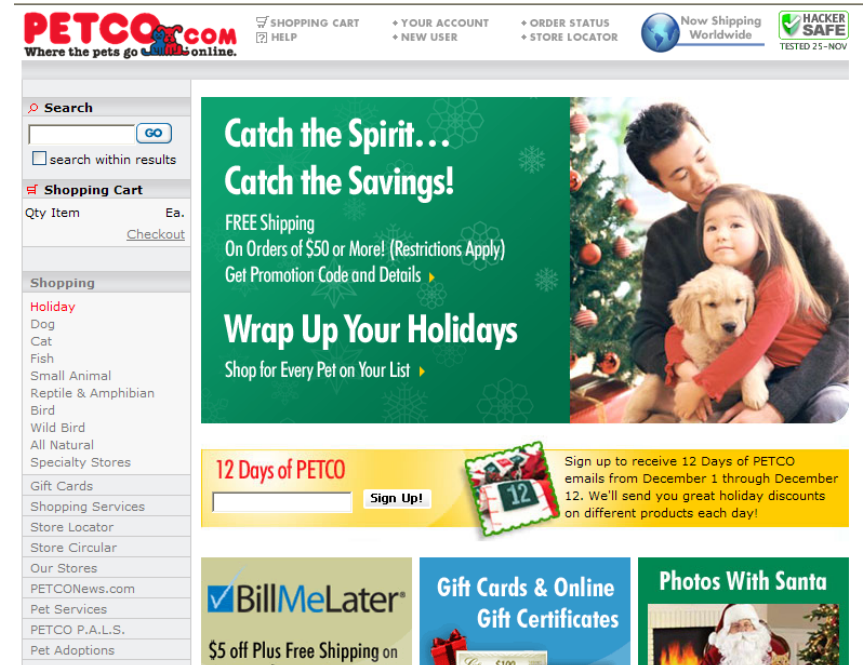 PETCO.COM
Where the pets go online.
SHOPPING CART
HELP
YOUR ACCOUNT
NEW USER
ORDER STATUS
STORE LOCATOR
Now Shipping
Worldwide
HACKER
SAFE
TESTED 25-NOV
Search
GO
search within results
Shopping Cart
Qty Item Ea.
Checkout
Shopping
Holiday
Dog
Cat
Fish
Small Animal
Reptile & Amphibian
Bird
Wild Bird
All Natural
Specialty Stores
Gift Cards
Shopping Services
Store Locator
Store Circular
Our Stores
PETCONews.com
Pet Services
PETCO P.A.L.S.
Pet Adoptions
Catch the Spirit...
Catch the Savings!
FREE Shipping
On Orders of $50 or More! (Restrictions Apply)
Get Promotion Code and Details
Wrap Up Your Holidays
Shop for Every Pet on Your List
12 Days of PETCO
Sign Up!
12
Sign up to receive 12 Days of PETCO
emails from December 1 through December
12. We'll send you great holiday discounts
on different products each day!
BillMeLater®
$5 off Plus Free Shipping on
Gift Cards & Online
Gift Certificates
$100
Photos With Santa